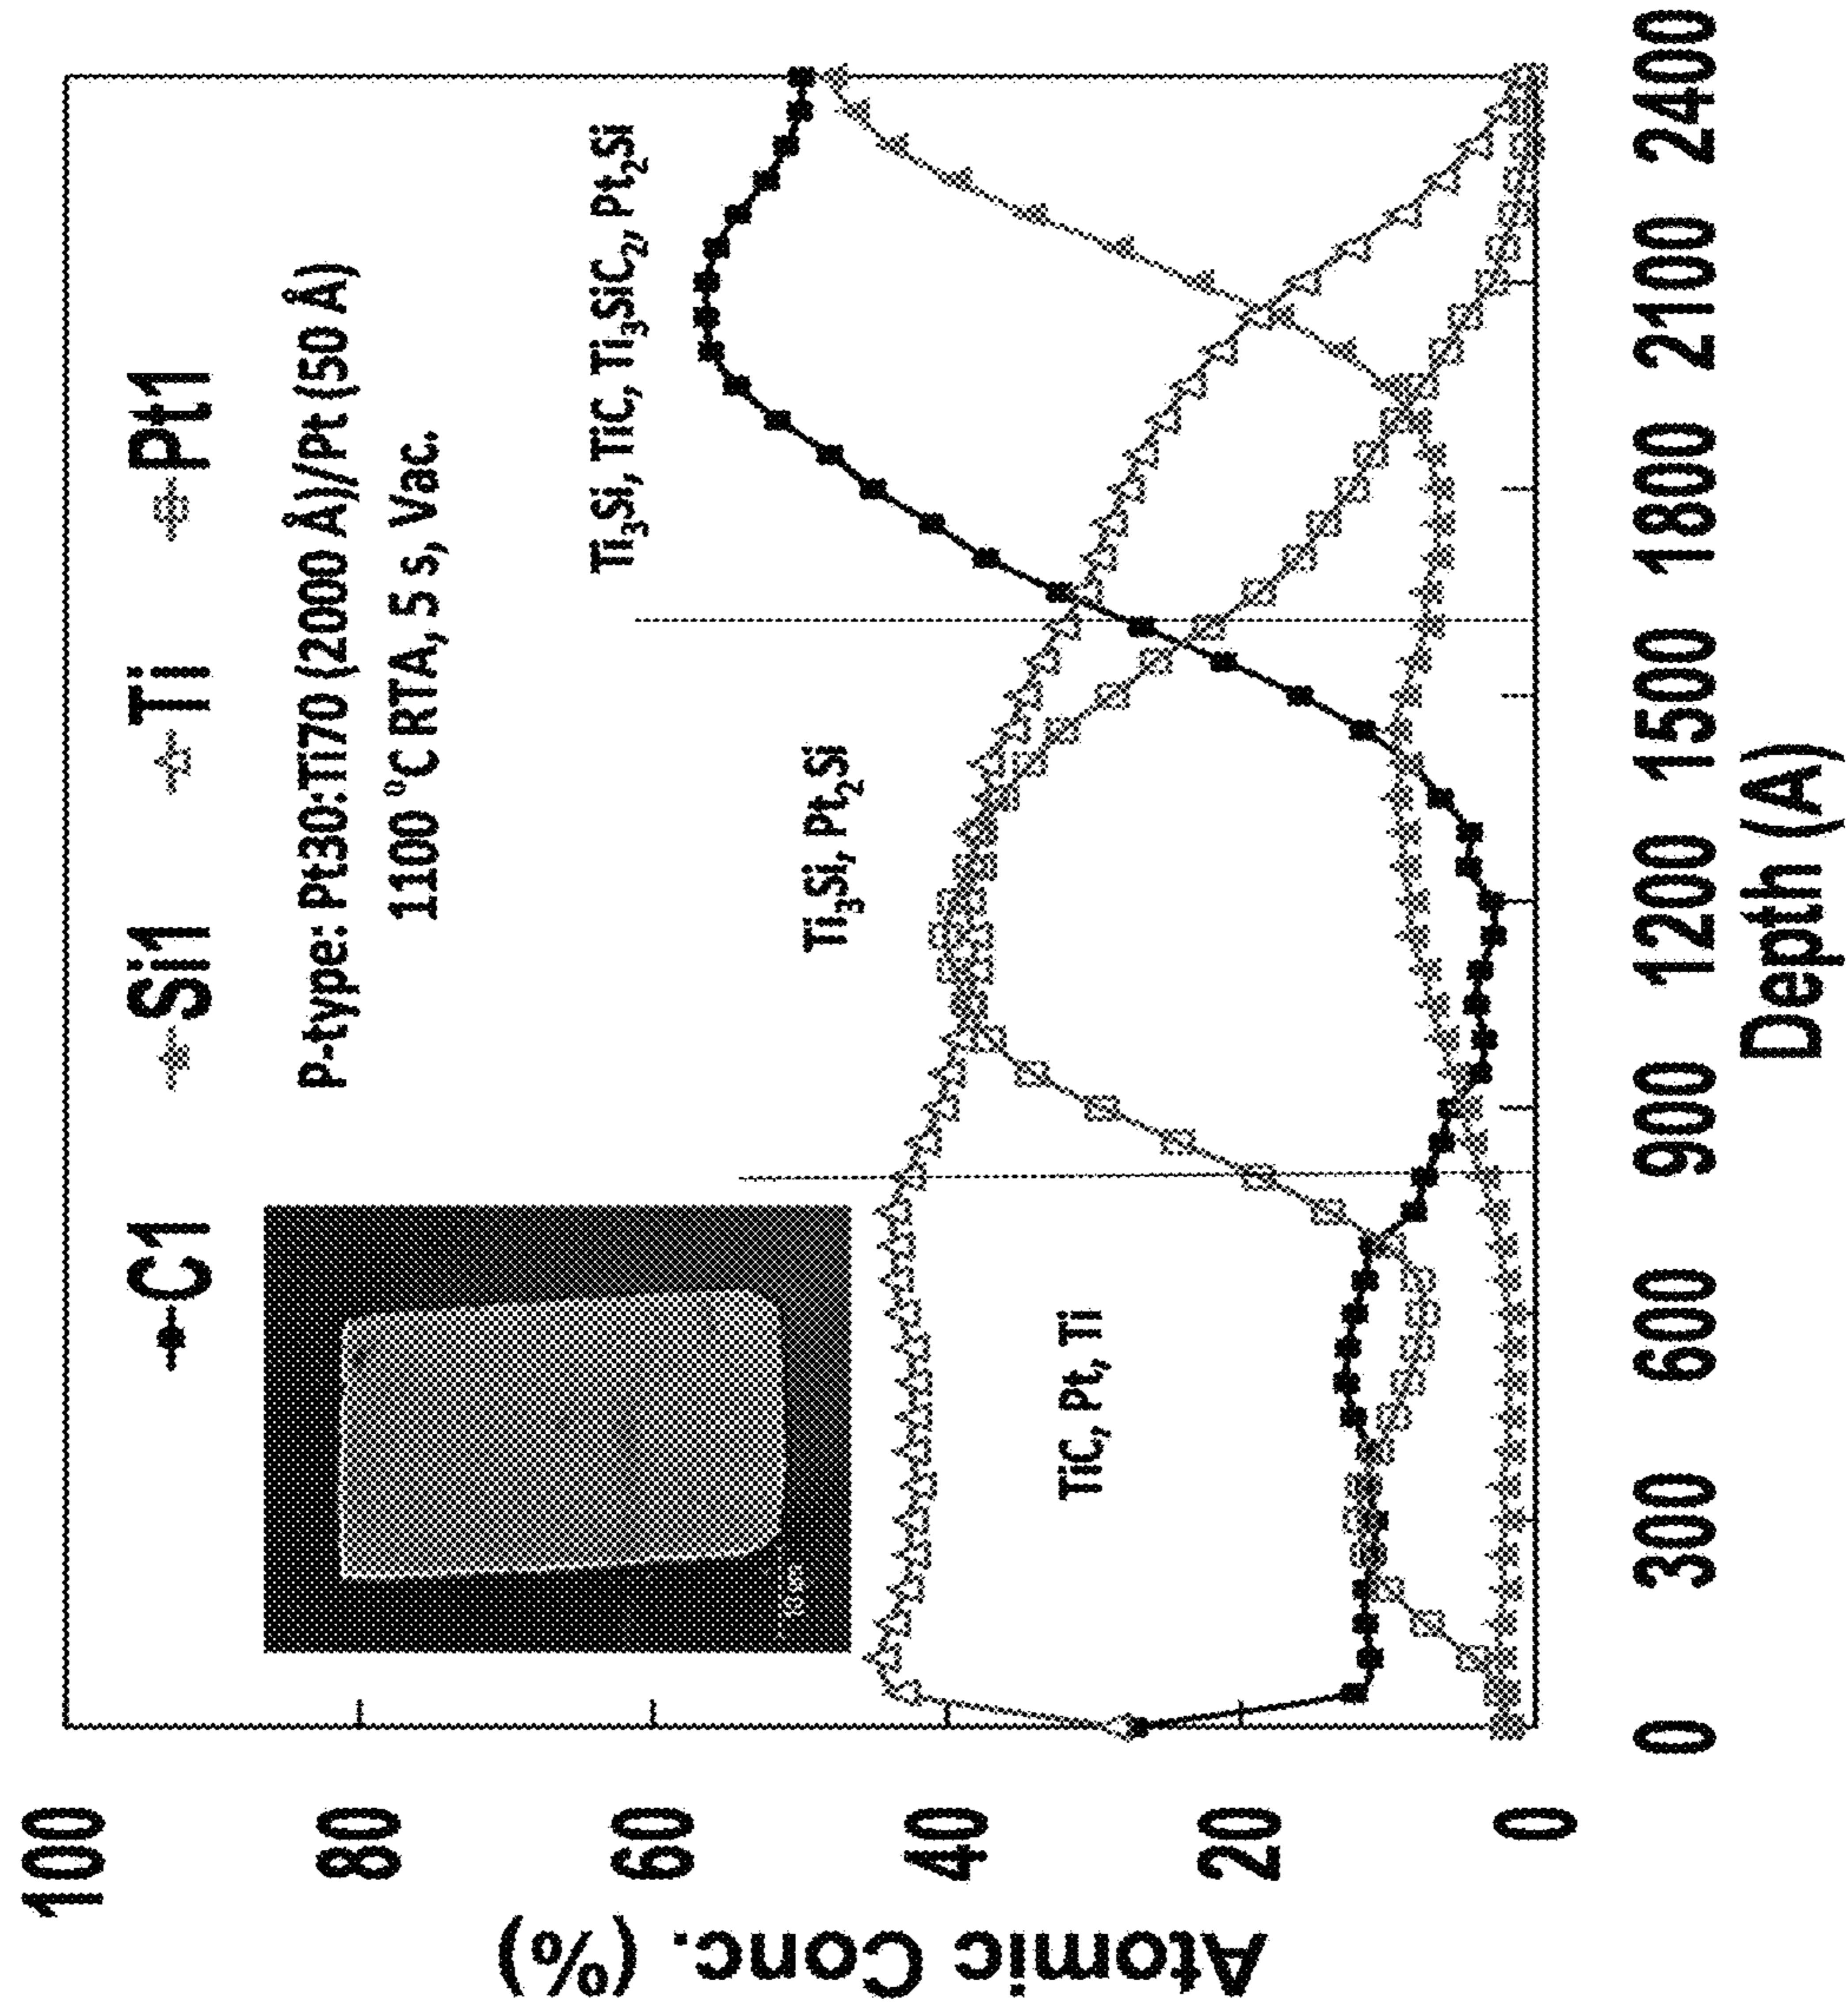 C1 Si1 Ti Pt1
P-type: Pt30:Ti70 (2000 Å)/Pt (50 Å)
1100 °C RTA, 5 s, Vac.
Ti₃Si, TiC, Ti₃SiC₂, Pt₂Si
Ti₃Si, Pt₂Si
TiC, Pt, Ti
Atomic Conc. (%)
100
80
60
40
20
0
0 300 600 900 1200 1500 1800 2100 2400
Depth (Å)